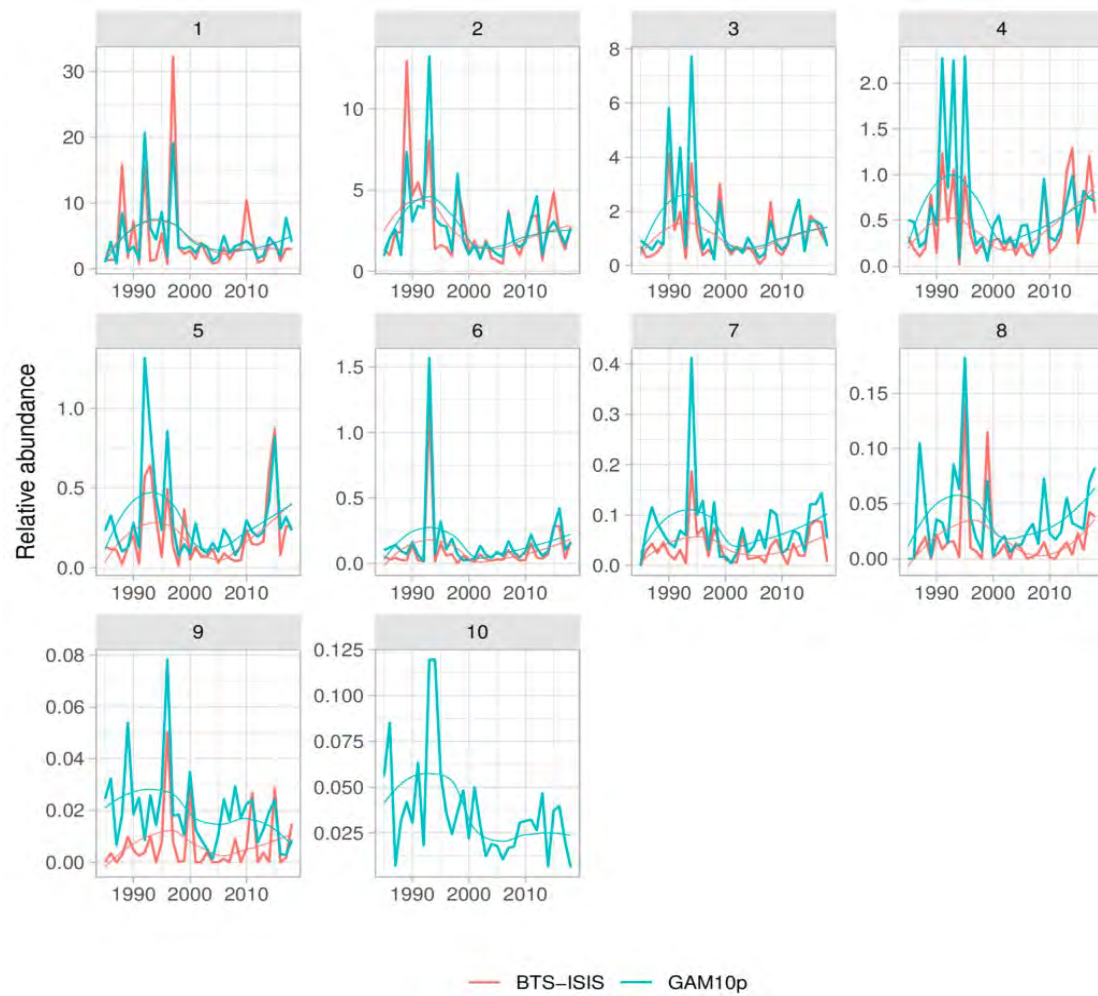 1 2 3 4
30 20 10 0
10 5 0
8 6 4 2 0
2.0 1.5 1.0 0.5 0.0
1990 2000 2010 1990 2000 2010 1990 2000 2010 1990 2000 2010
5 6 7 8
Relative abundance
1.0 0.5 0.0
1.5 1.0 0.5 0.0
0.4 0.3 0.2 0.1 0.0
0.15 0.10 0.05 0.00
1990 2000 2010 1990 2000 2010 1990 2000 2010 1990 2000 2010
9 10
0.08 0.06 0.04 0.02 0.00
0.125 0.100 0.075 0.050 0.025
1990 2000 2010 1990 2000 2010
BTS-ISIS GAM10p